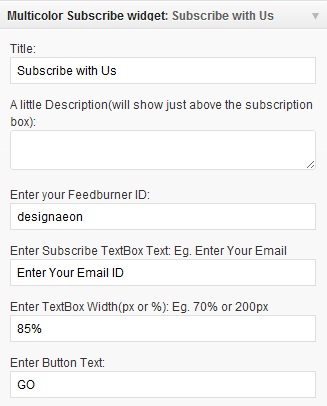 Multicolor Subscribe widget: Subscribe with Us
Title:
Subscribe with Us
A little Description(will show just above the subscription
box):
Enter your Feedburner ID:
designaeon
Enter Subscribe TextBox Text: Eg. Enter Your Email
Enter Your Email ID
Enter TextBox Width(px or %): Eg. 70% or 200px
85%
Enter Button Text:
GO